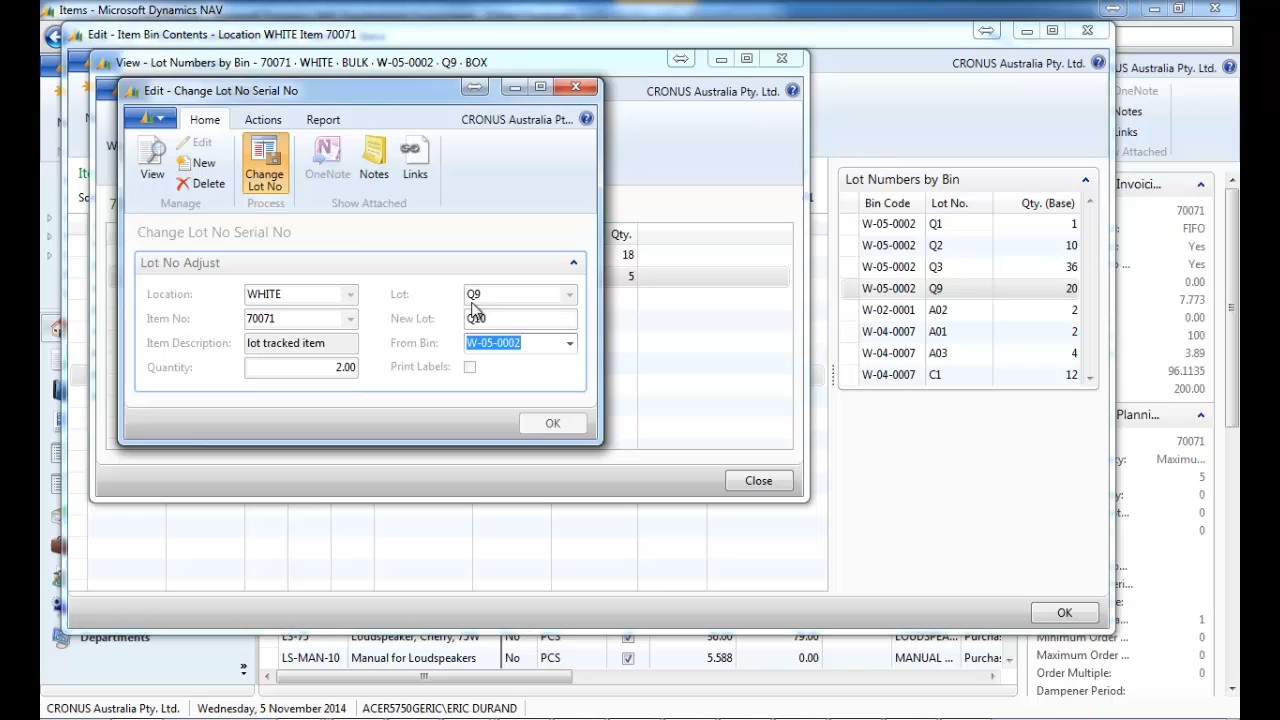 Items - Microsoft Dynamics NAV
Edit - Item Bin Contents - Location WHITE Item 70071
CRONUS Australia Pty. Ltd.
View - Lot Numbers by Bin - 70071 · WHITE · BULK · W-05-0002 · Q9 · BOX
CRONUS Australia Pty. Ltd.
Australia Pty. Ltd.
Edit - Change Lot No Serial No
Home Actions Report CRONUS Australia Pt...
View
Edit
New
Delete
Manage
Change Lot No
Process
OneNote Notes Links
Show Attached
OneNote
Notes
Links
Show Attached
Change Lot No Serial No
Lot No Adjust
Location: WHITE Lot: Q9
Item No: 70071 New Lot:
Item Description: lot tracked item From Bin: W-05-0002
Quantity: 2.00 Print Labels:
OK
Qty.
18
5
Close
Lot Numbers by Bin
Bin Code Lot No. Qty. (Base)
W-05-0002 Q1 1
W-05-0002 Q2 10
W-05-0002 Q3 36
W-05-0002 Q9 20
W-02-0001 A02 2
W-04-0007 A01 2
W-04-0007 A03 4
W-04-0007 C1 12
OK
Invoici...
70071
FIFO
Yes
Yes
0.00
7.773
0.00
100
3.89
96.1135
200.00
Planni...
70071
Maximu...
5
0
0
0
1
Minimum Order ... 0
Maximum Order ... 0
Order Multiple: 0
Dampener Period:
Departments
LS-75 Loudspeaker, Cherry, 75W No PCS 30.00 79.00 LOUDSPEA... Purchas
LS-MAN-10 Manual for Loudspeakers No PCS 5.588 0.00 MANUAL ... Purchas
CRONUS Australia Pty. Ltd. Wednesday, 5 November 2014 ACER5750GERIC\ERIC DURAND